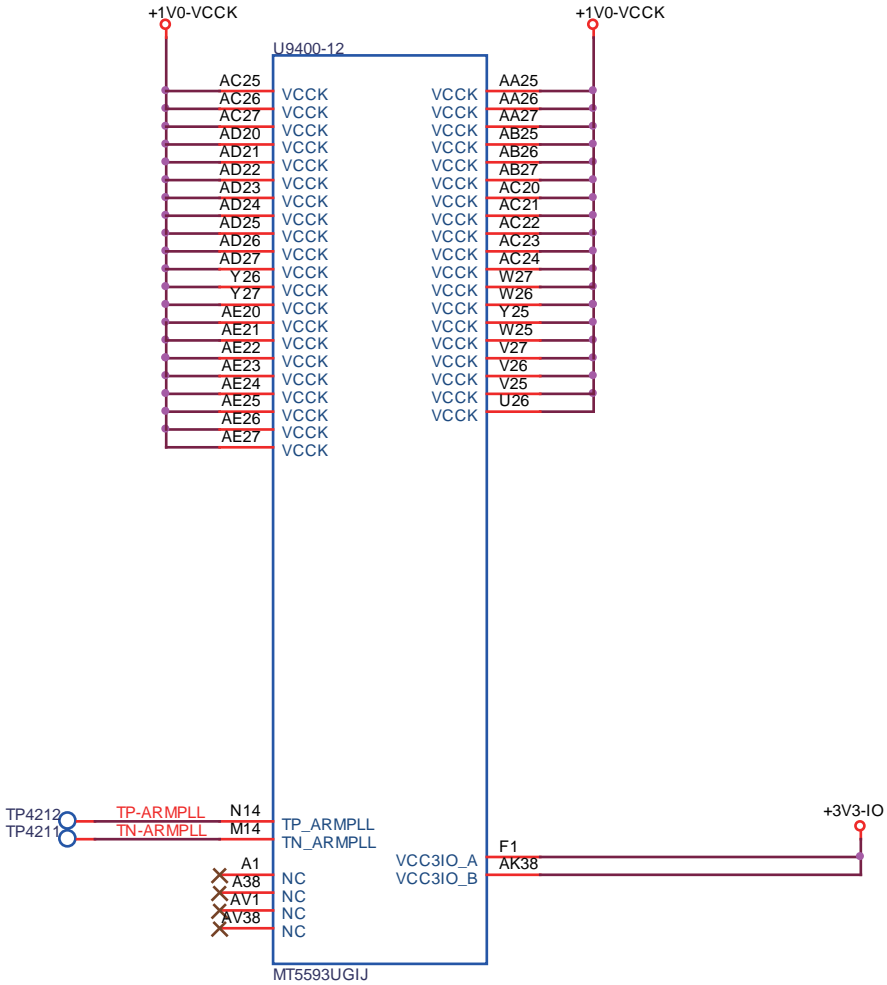 +1V0-VCCK +1V0-VCCK
U9400-12
AC25 VCCK VCCK AA25
AC26 VCCK VCCK AA26
AC27 VCCK VCCK AA27
AD20 VCCK VCCK AB25
AD21 VCCK VCCK AB26
AD22 VCCK VCCK AB27
AD23 VCCK VCCK AC20
AD24 VCCK VCCK AC21
AD25 VCCK VCCK AC22
AD26 VCCK VCCK AC23
AD27 VCCK VCCK AC24
Y26 VCCK VCCK W27
Y27 VCCK VCCK W26
AE20 VCCK VCCK Y25
AE21 VCCK VCCK W25
AE22 VCCK VCCK V27
AE23 VCCK VCCK V26
AE24 VCCK VCCK V25
AE25 VCCK VCCK U26
AE26 VCCK
AE27 VCCK
TP4212 TP-ARMPLL N14 TP_ARMPLL +3V3-IO
TP4211 TN-ARMPLL M14 TN_ARMPLL
VCC3IO_A F1
A1 NC VCC3IO_B AK38
A38 NC
AV1 NC
AV38 NC
MT5593UGIJ